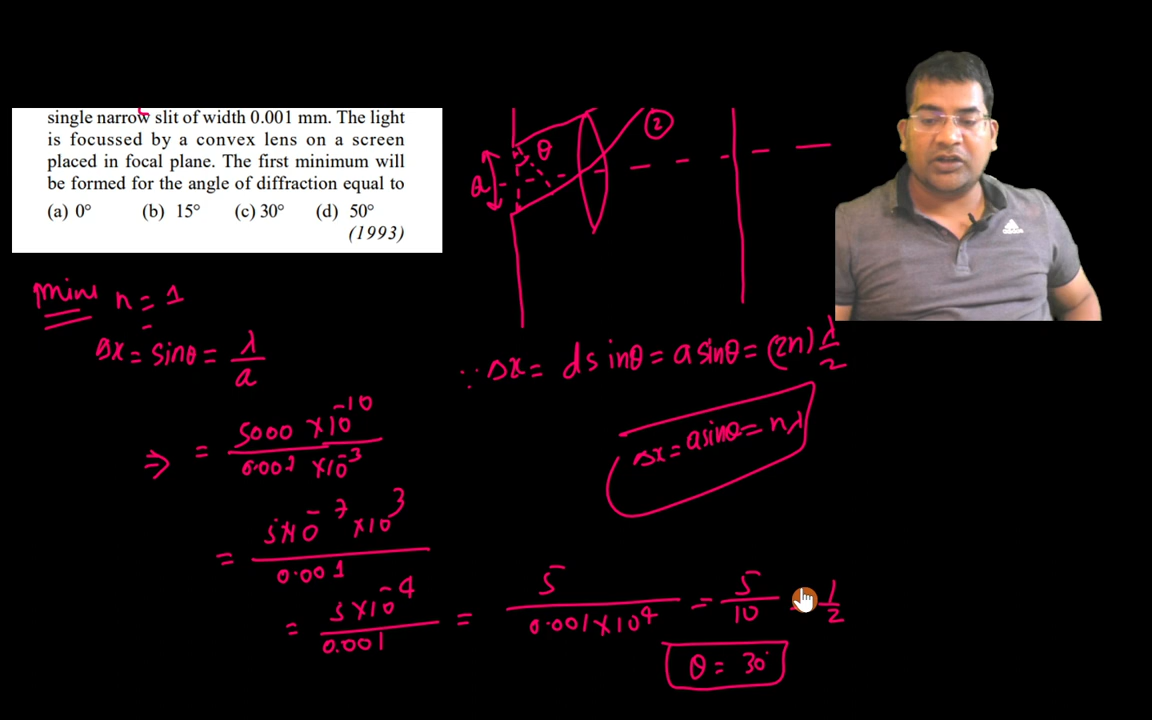 single narrow slit of width 0.001 mm. The light
is focussed by a convex lens on a screen
placed in focal plane. The first minimum will
be formed for the angle of diffraction equal to
(a) 0° (b) 15° (c) 30° (d) 50°
(1993)
a θ 2
mini n = 1
Δx = sinθ = λ/a
∵ Δx = d sinθ = a sinθ = (2n) λ/2
Δx = a sinθ = nλ
⇒ = 5000 × 10⁻¹⁰ / 0.001 × 10⁻³
= 5×10⁻⁷ × 10³ / 0.001
= 5×10⁻⁴ / 0.001 = 5 / 0.001×10⁴ = 5/10 = 1/2
θ = 30°
adidas